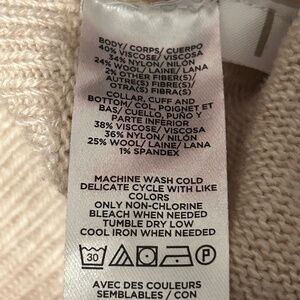 BODY/ CORPS/ CUERPO
40% VISCOSE/ VISCOSA
34% NYLON/ NILÓN
24% WOOL/ LAINE/ LANA
2% OTHER FIBER(S)/
AUTRE(S) FIBRE(S)/
OTRA(S) FIBRA(S)
COLLAR, CUFF AND
BOTTOM/ COL, POIGNET ET
BAS/ CUELLO, PUÑO Y
PARTE INFERIOR
38% VISCOSE/ VISCOSA
36% NYLON/ NILÓN
25% WOOL/ LAINE/ LANA
1% SPANDEX
MACHINE WASH COLD
DELICATE CYCLE WITH LIKE
COLORS
ONLY NON-CHLORINE
BLEACH WHEN NEEDED
TUMBLE DRY LOW
COOL IRON WHEN NEEDED
30 P
AVEC DES COULEURS
SEMBLABLES / CON